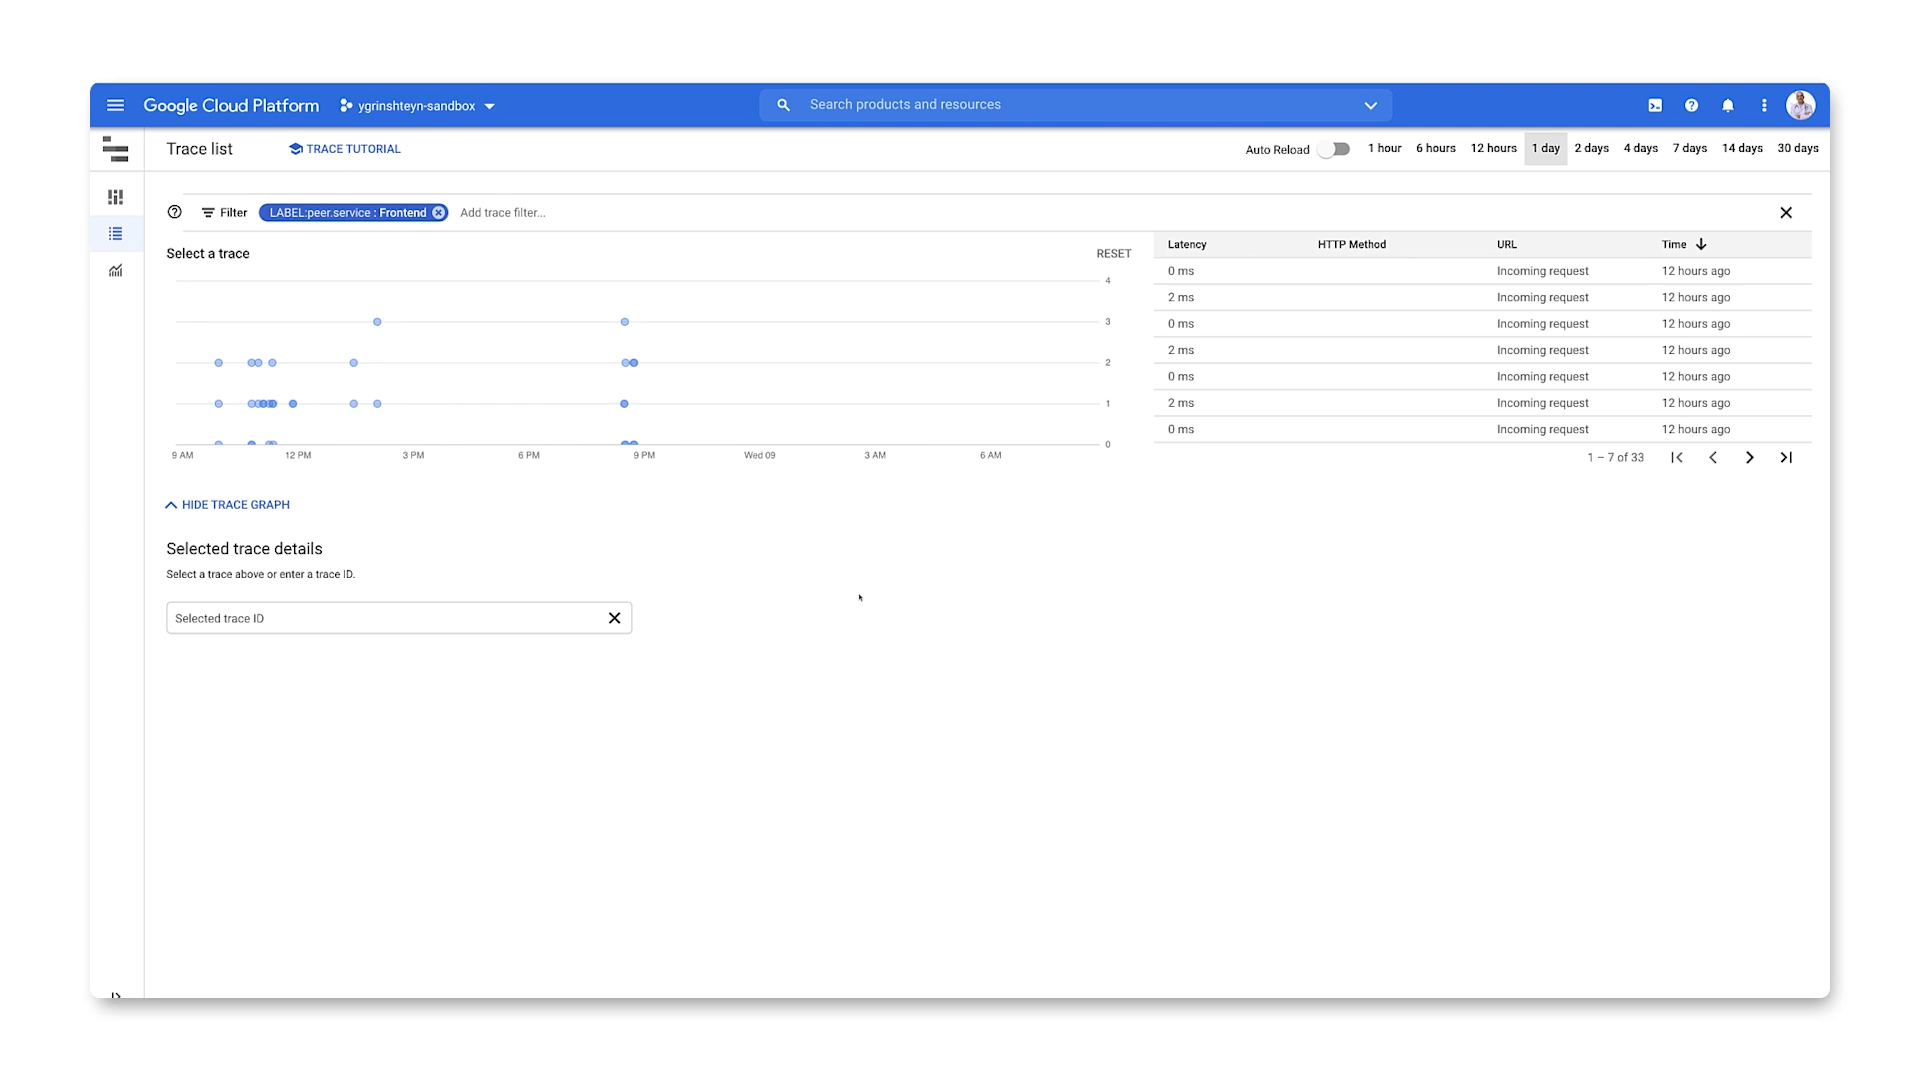 Google Cloud Platform ygrinshteyn-sandbox Search products and resources
Trace list TRACE TUTORIAL Auto Reload 1 hour 6 hours 12 hours 1 day 2 days 4 days 7 days 14 days 30 days
Filter LABEL:peer.service : Frontend Add trace filter...
Select a trace RESET
4
3
2
1
0
9 AM 12 PM 3 PM 6 PM 9 PM Wed 09 3 AM 6 AM
Latency HTTP Method URL Time
0 ms Incoming request 12 hours ago
2 ms Incoming request 12 hours ago
0 ms Incoming request 12 hours ago
2 ms Incoming request 12 hours ago
0 ms Incoming request 12 hours ago
2 ms Incoming request 12 hours ago
0 ms Incoming request 12 hours ago
1 – 7 of 33
HIDE TRACE GRAPH
Selected trace details
Select a trace above or enter a trace ID.
Selected trace ID